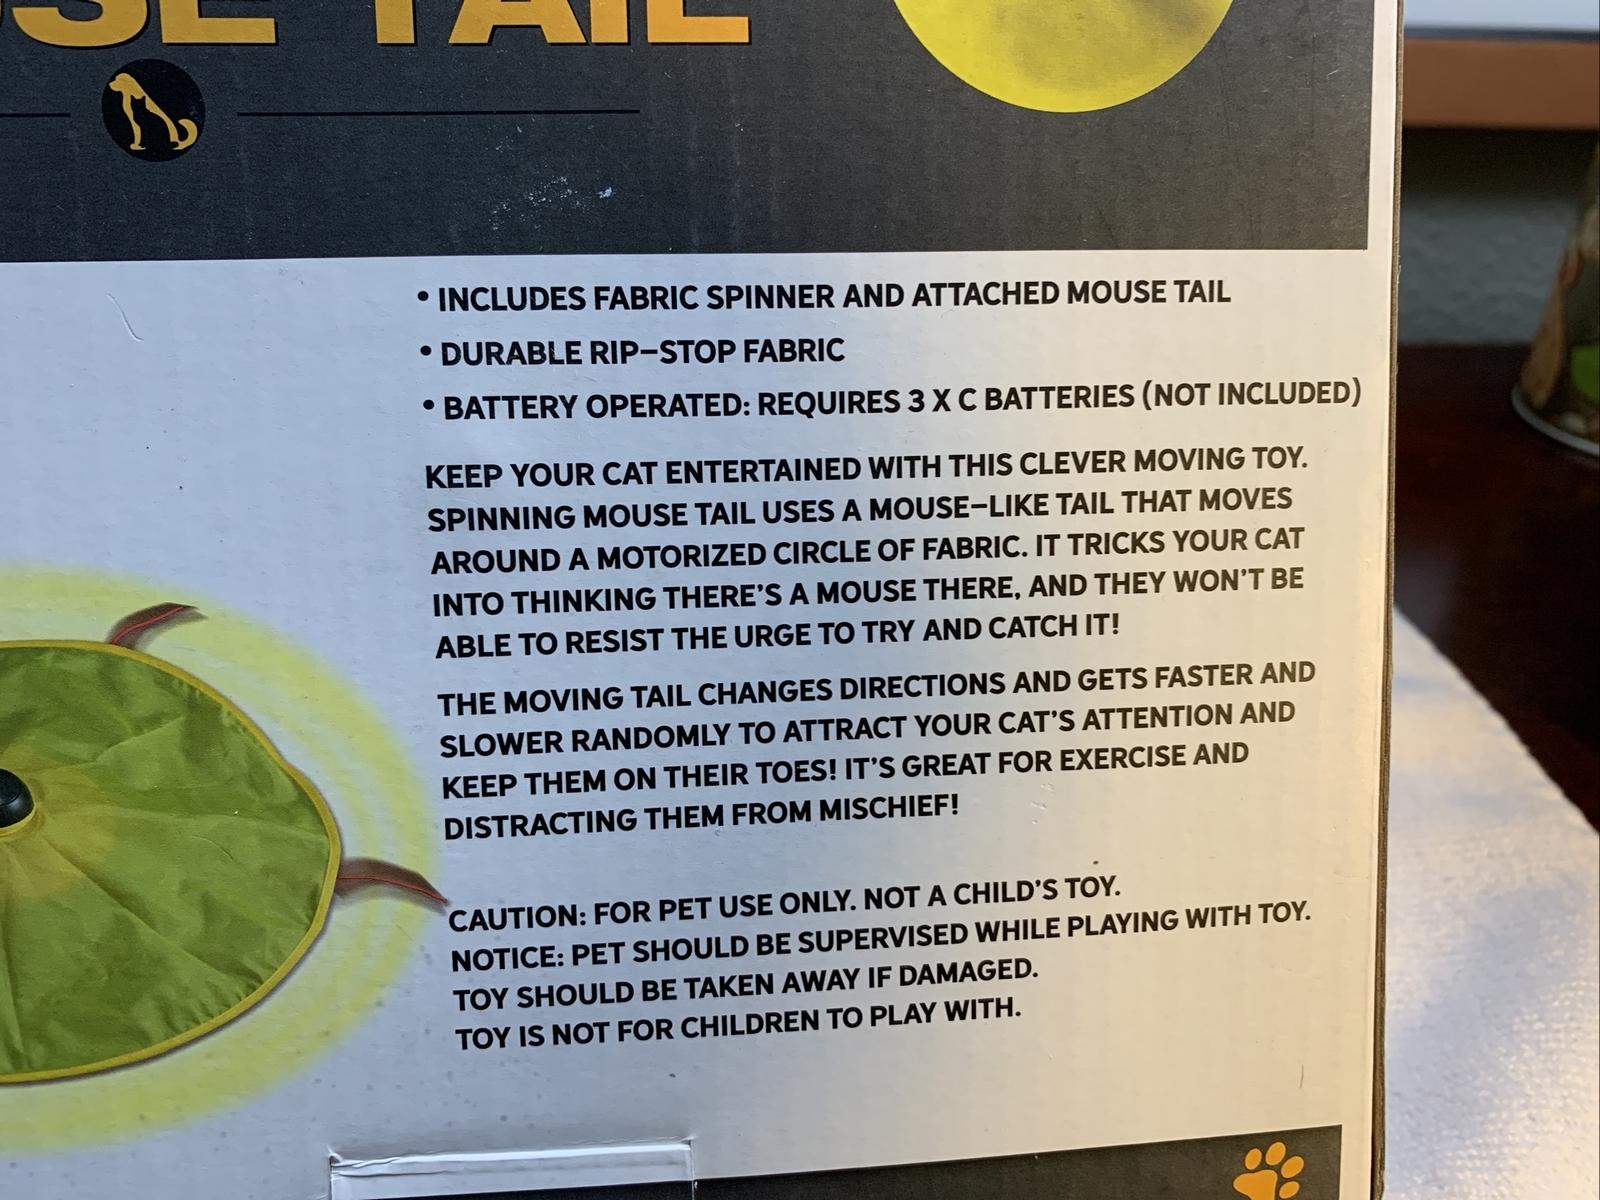 TAIL
• INCLUDES FABRIC SPINNER AND ATTACHED MOUSE TAIL
• DURABLE RIP–STOP FABRIC
• BATTERY OPERATED: REQUIRES 3 X C BATTERIES (NOT INCLUDED)
KEEP YOUR CAT ENTERTAINED WITH THIS CLEVER MOVING TOY.
SPINNING MOUSE TAIL USES A MOUSE–LIKE TAIL THAT MOVES
AROUND A MOTORIZED CIRCLE OF FABRIC. IT TRICKS YOUR CAT
INTO THINKING THERE'S A MOUSE THERE, AND THEY WON'T BE
ABLE TO RESIST THE URGE TO TRY AND CATCH IT!
THE MOVING TAIL CHANGES DIRECTIONS AND GETS FASTER AND
SLOWER RANDOMLY TO ATTRACT YOUR CAT'S ATTENTION AND
KEEP THEM ON THEIR TOES! IT'S GREAT FOR EXERCISE AND
DISTRACTING THEM FROM MISCHIEF!
CAUTION: FOR PET USE ONLY. NOT A CHILD'S TOY.
NOTICE: PET SHOULD BE SUPERVISED WHILE PLAYING WITH TOY.
TOY SHOULD BE TAKEN AWAY IF DAMAGED.
TOY IS NOT FOR CHILDREN TO PLAY WITH.